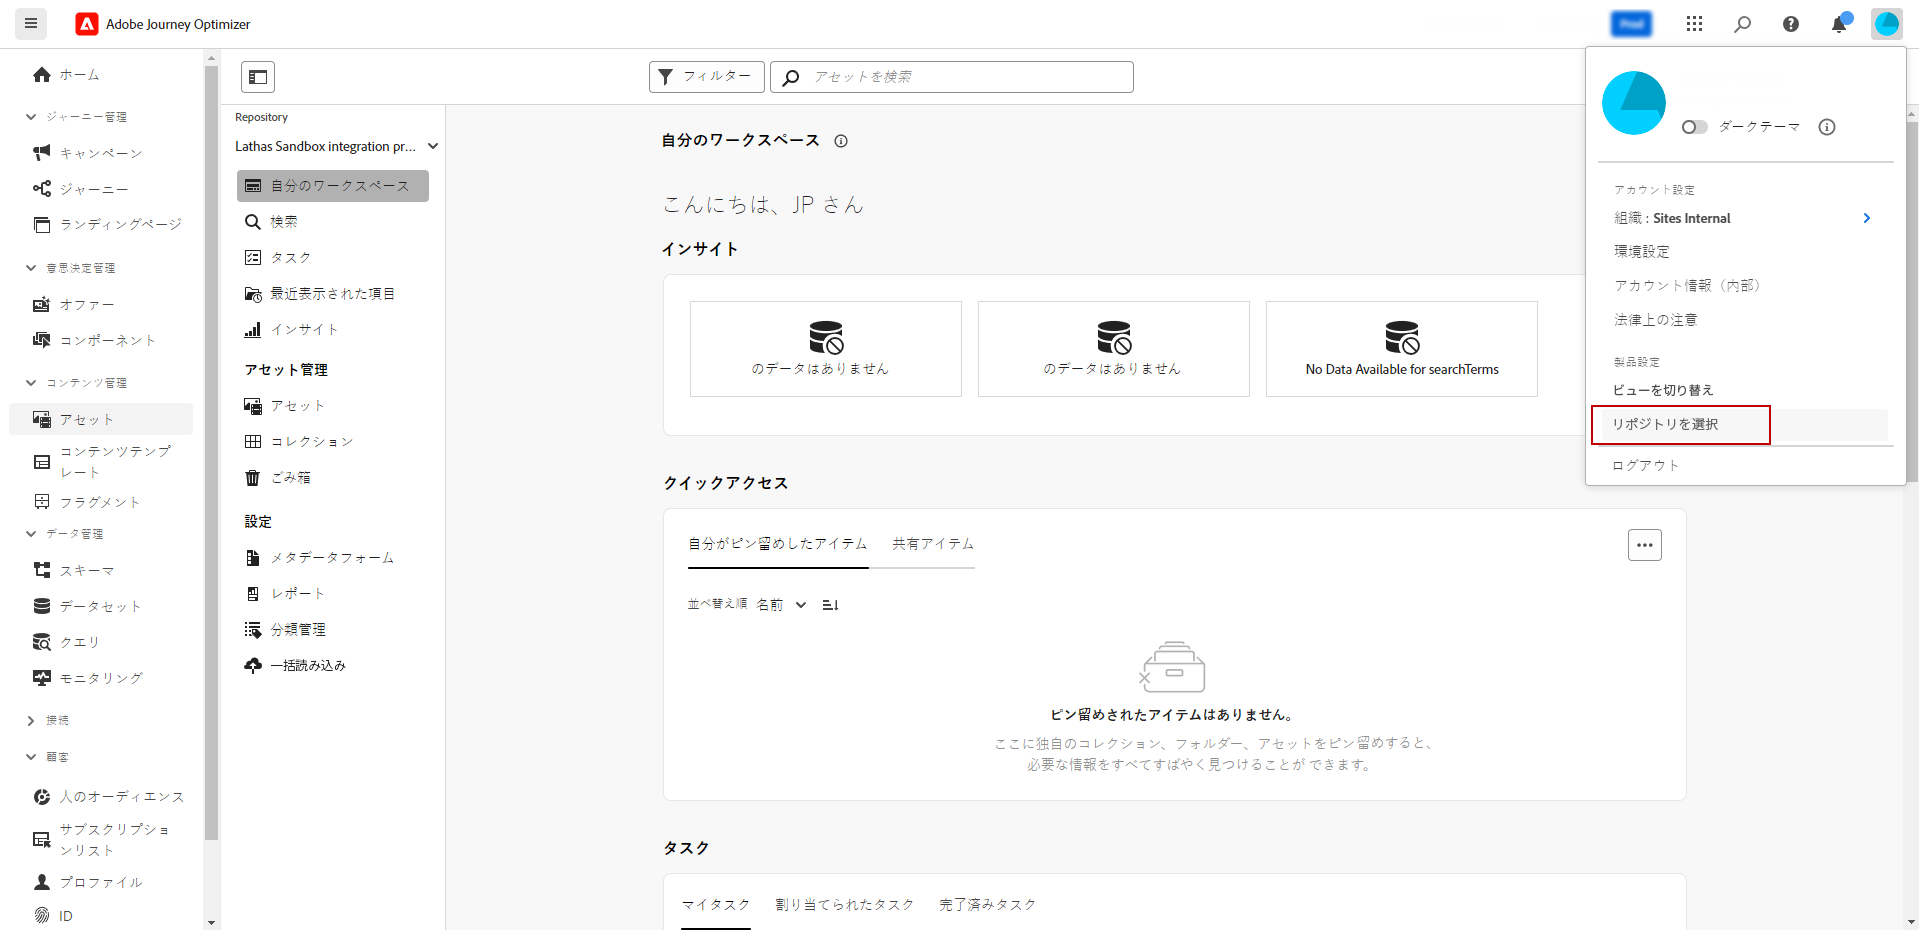 Adobe Journey Optimizer
Prod
ホーム
ジャーニー管理
キャンペーン
ジャーニー
ランディングページ
意思決定管理
オファー
コンポーネント
コンテンツ管理
アセット
コンテンツテンプ
レート
フラグメント
データ管理
スキーマ
データセット
クエリ
モニタリング
接続
顧客
人のオーディエンス
サブスクリプショ
ンリスト
プロファイル
ID
Repository
Lathas Sandbox integration pr...
自分のワークスペース
検索
タスク
最近表示された項目
インサイト
アセット管理
アセット
コレクション
ごみ箱
設定
メタデータフォーム
レポート
分類管理
一括読み込み
フィルター
アセットを検索
自分のワークスペース
こんにちは、JP さん
インサイト
のデータはありません
のデータはありません
No Data Available for searchTerms
クイックアクセス
自分がピン留めしたアイテム 共有アイテム
並べ替え順 名前
ピン留めされたアイテムはありません。
ここに独自のコレクション、フォルダー、アセットをピン留めすると、
必要な情報をすべてすばやく見つけることが できます。
タスク
マイタスク 割り当てられたタスク 完了済みタスク
ダークテーマ
アカウント設定
組織 : Sites Internal
環境設定
アカウント情報（内部）
法律上の注意
製品設定
ビューを切り替え
リポジトリを選択
ログアウト